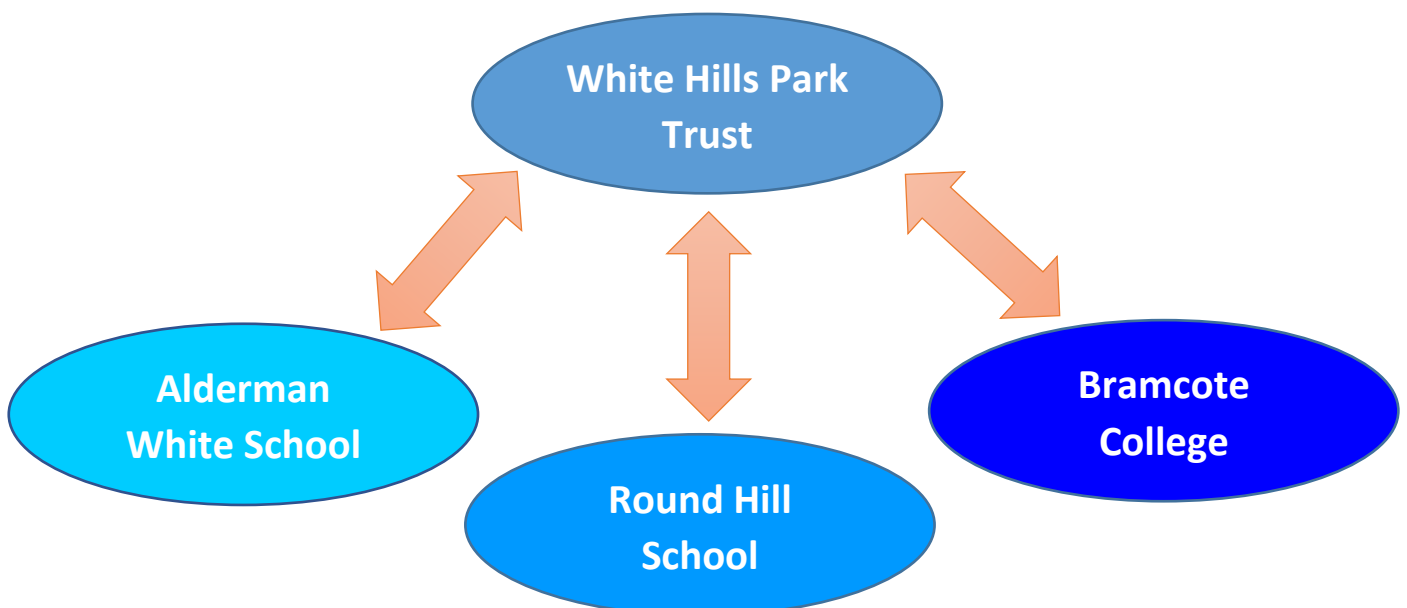 White Hills Park
Trust
Alderman
White School
Bramcote
College
Round Hill
School